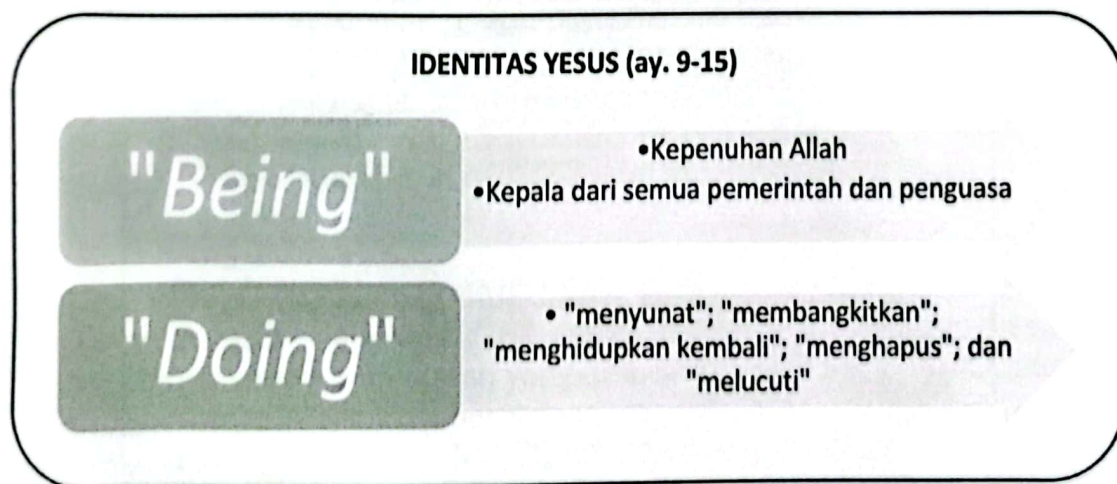 IDENTITAS YESUS (ay. 9-15)
"Being"
•Kepenuhan Allah
•Kepala dari semua pemerintah dan penguasa
"Doing"
• "menyunat"; "membangkitkan";
"menghidupkan kembali"; "menghapus"; dan
"melucuti"